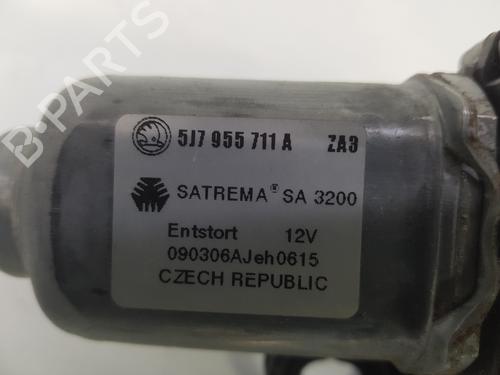 B-PARTS
5J7 955 711 A ZA3
SATREMA® SA 3200
Entstort 12V
090306AJeh0615
CZECH REPUBLIC